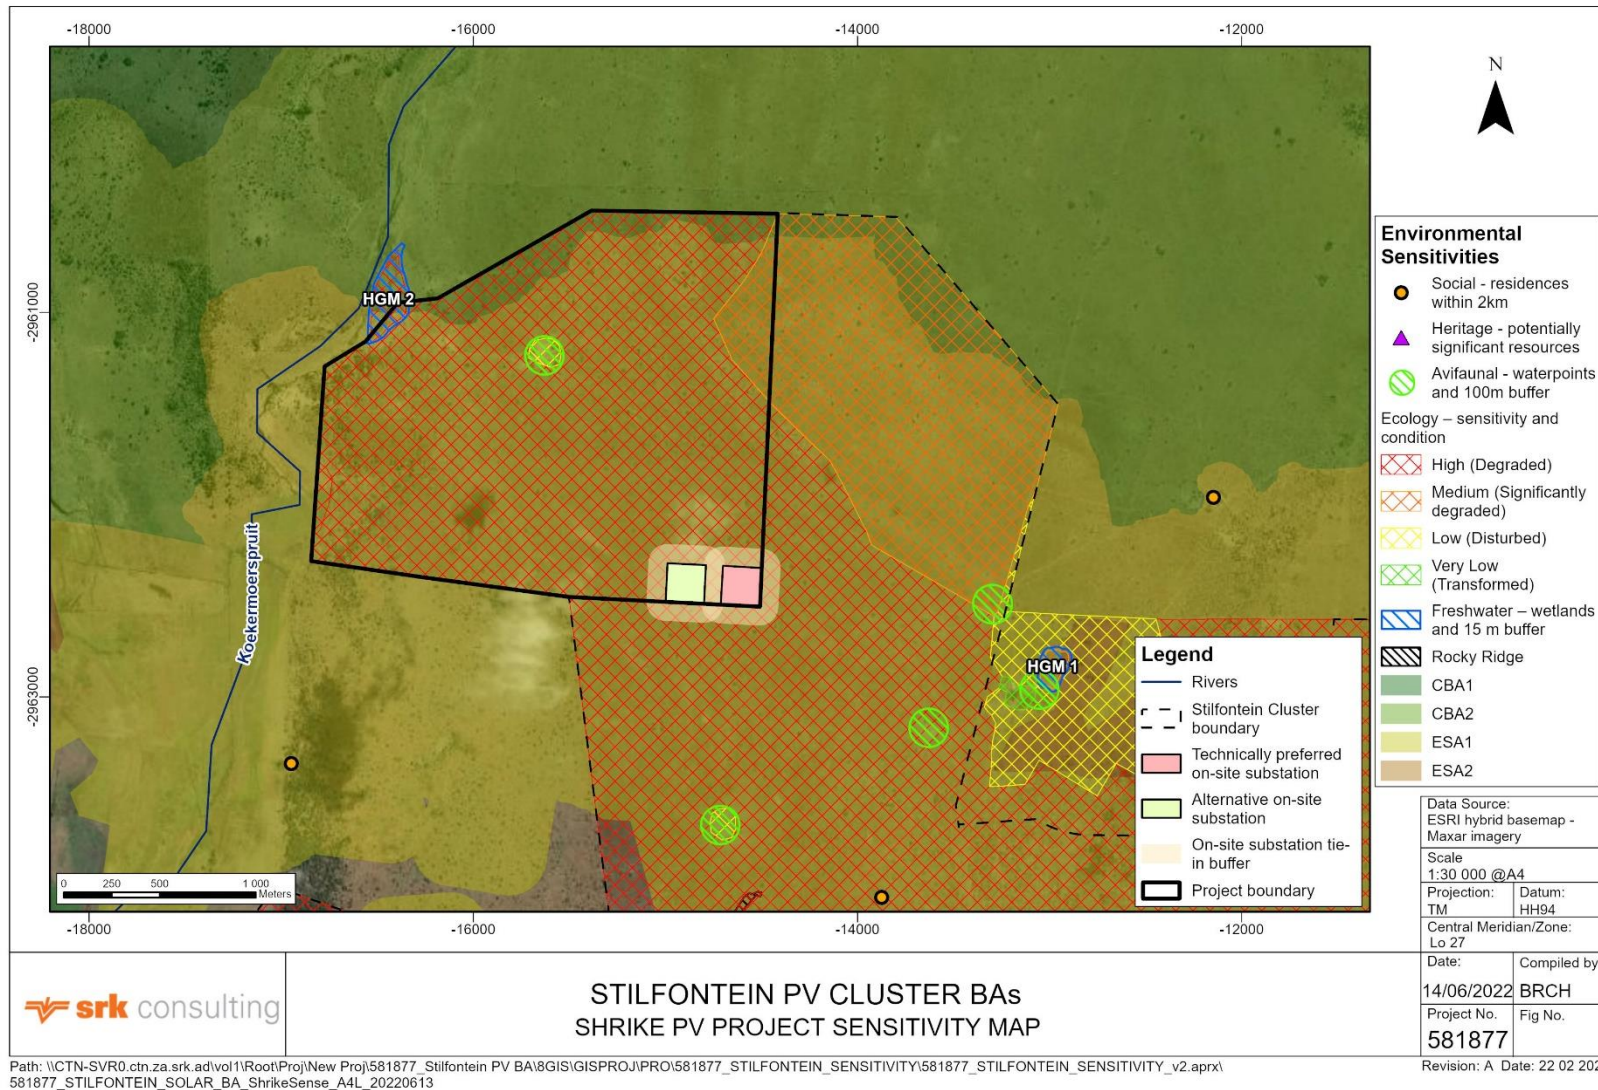 -18000 -16000 -14000 -12000
N
-2961000
-2963000
HGM 2
HGM 1
Koekermoerspruit
Environmental
Sensitivities
Social - residences
within 2km
Heritage - potentially
significant resources
Avifaunal - waterpoints
and 100m buffer
Ecology – sensitivity and
condition
High (Degraded)
Medium (Significantly
degraded)
Low (Disturbed)
Very Low
(Transformed)
Freshwater – wetlands
and 15 m buffer
Rocky Ridge
CBA1
CBA2
ESA1
ESA2
Legend
Rivers
Stilfontein Cluster
boundary
Technically preferred
on-site substation
Alternative on-site
substation
On-site substation tie-
in buffer
Project boundary
0 250 500 1 000
Meters
-18000 -16000 -14000 -12000
Data Source:
ESRI hybrid basemap -
Maxar imagery
Scale
1:30 000 @A4
Projection: Datum:
TM HH94
Central Meridian/Zone:
Lo 27
Date: Compiled by
14/06/2022 BRCH
Project No. Fig No.
581877
srk consulting
STILFONTEIN PV CLUSTER BAs
SHRIKE PV PROJECT SENSITIVITY MAP
Path: \\CTN-SVR0.ctn.za.srk.ad\vol1\Root\Proj\New Proj\581877_Stilfontein PV BA\8GIS\GISPROJ\PRO\581877_STILFONTEIN_SENSITIVITY\581877_STILFONTEIN_SENSITIVITY_v2.aprx\
581877_STILFONTEIN_SOLAR_BA_ShrikeSense_A4L_20220613
Revision: A Date: 22 02 202